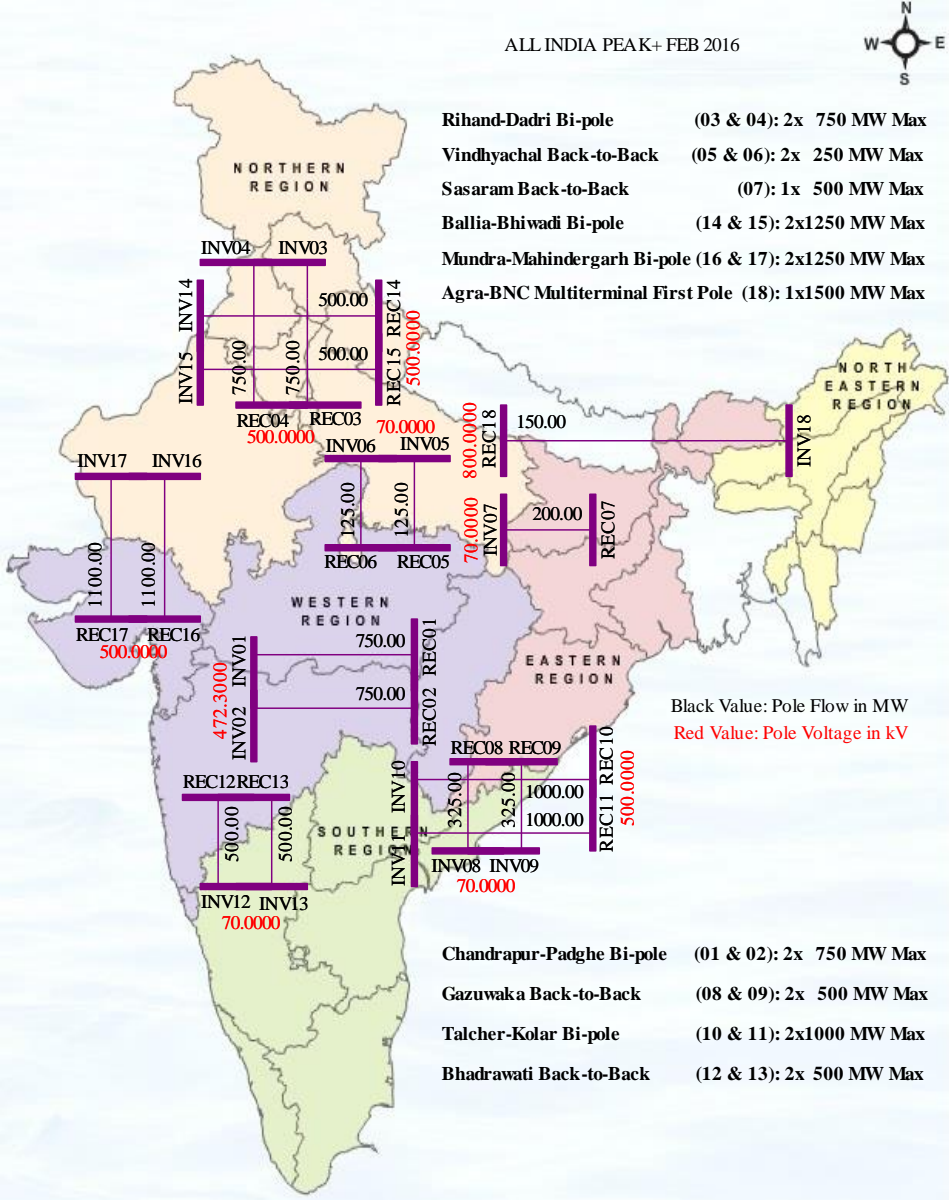 N
ALL INDIA PEAK+ FEB 2016
W E
S
Rihand-Dadri Bi-pole (03 & 04): 2x 750 MW Max
Vindhyachal Back-to-Back (05 & 06): 2x 250 MW Max
Sasaram Back-to-Back (07): 1x 500 MW Max
Ballia-Bhiwadi Bi-pole (14 & 15): 2x1250 MW Max
Mundra-Mahindergarh Bi-pole (16 & 17): 2x1250 MW Max
Agra-BNC Multiterminal First Pole (18): 1x1500 MW Max
NORTHERN
REGION
INV04 INV03
INV14
INV15
500.00
500.00
REC14
REC15
500.0000
750.00
750.00
REC04 REC03
500.0000
70.0000
INV06 INV05
125.00
125.00
REC06 REC05
NORTH
EASTERN
REGION
800.0000
REC18
150.00
INV18
70.0000
INV07
200.00
REC07
INV17 INV16
1100.00
1100.00
REC17 REC16
500.0000
WESTERN
REGION
472.3000
INV01
INV02
750.00
750.00
REC01
REC02
EASTERN
REGION
Black Value: Pole Flow in MW
Red Value: Pole Voltage in kV
REC08 REC09
325.00
325.00
INV08 INV09
70.0000
INV10
INV11
1000.00
1000.00
REC10
REC11
500.0000
REC12 REC13
500.00
500.00
INV12 INV13
70.0000
SOUTHERN
REGION
Chandrapur-Padghe Bi-pole (01 & 02): 2x 750 MW Max
Gazuwaka Back-to-Back (08 & 09): 2x 500 MW Max
Talcher-Kolar Bi-pole (10 & 11): 2x1000 MW Max
Bhadrawati Back-to-Back (12 & 13): 2x 500 MW Max